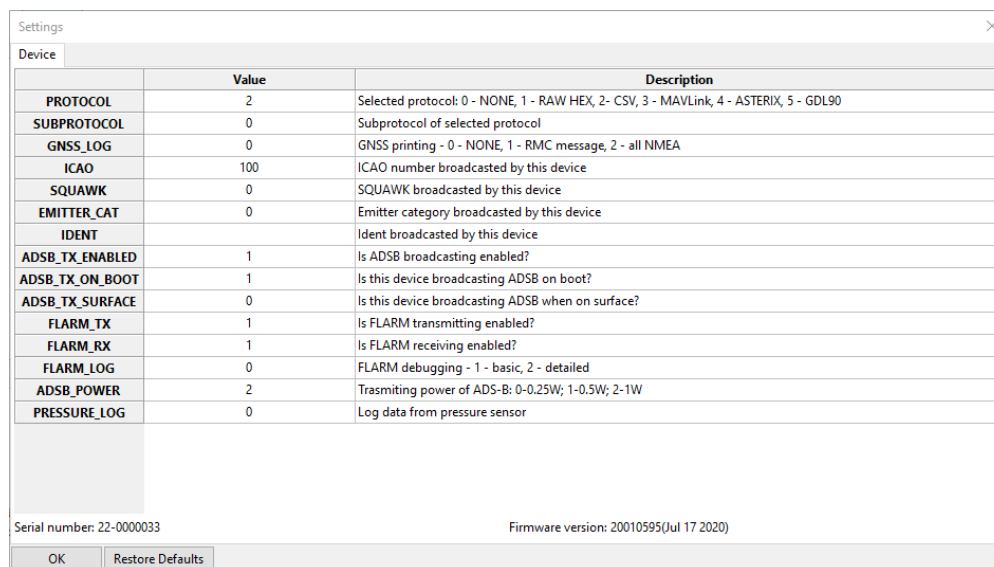 Settings
Device
Value Description
PROTOCOL 2 Selected protocol: 0 - NONE, 1 - RAW HEX, 2- CSV, 3 - MAVLink, 4 - ASTERIX, 5 - GDL90
SUBPROTOCOL 0 Subprotocol of selected protocol
GNSS_LOG 0 GNSS printing - 0 - NONE, 1 - RMC message, 2 - all NMEA
ICAO 100 ICAO number broadcasted by this device
SQUAWK 0 SQUAWK broadcasted by this device
EMITTER_CAT 0 Emitter category broadcasted by this device
IDENT Ident broadcasted by this device
ADSB_TX_ENABLED 1 Is ADSB broadcasting enabled?
ADSB_TX_ON_BOOT 1 Is this device broadcasting ADSB on boot?
ADSB_TX_SURFACE 0 Is this device broadcasting ADSB when on surface?
FLARM_TX 1 Is FLARM transmitting enabled?
FLARM_RX 1 Is FLARM receiving enabled?
FLARM_LOG 0 FLARM debugging - 1 - basic, 2 - detailed
ADSB_POWER 2 Trasmiting power of ADS-B: 0-0.25W; 1-0.5W; 2-1W
PRESSURE_LOG 0 Log data from pressure sensor
Serial number: 22-0000033 Firmware version: 20010595(Jul 17 2020)
OK Restore Defaults